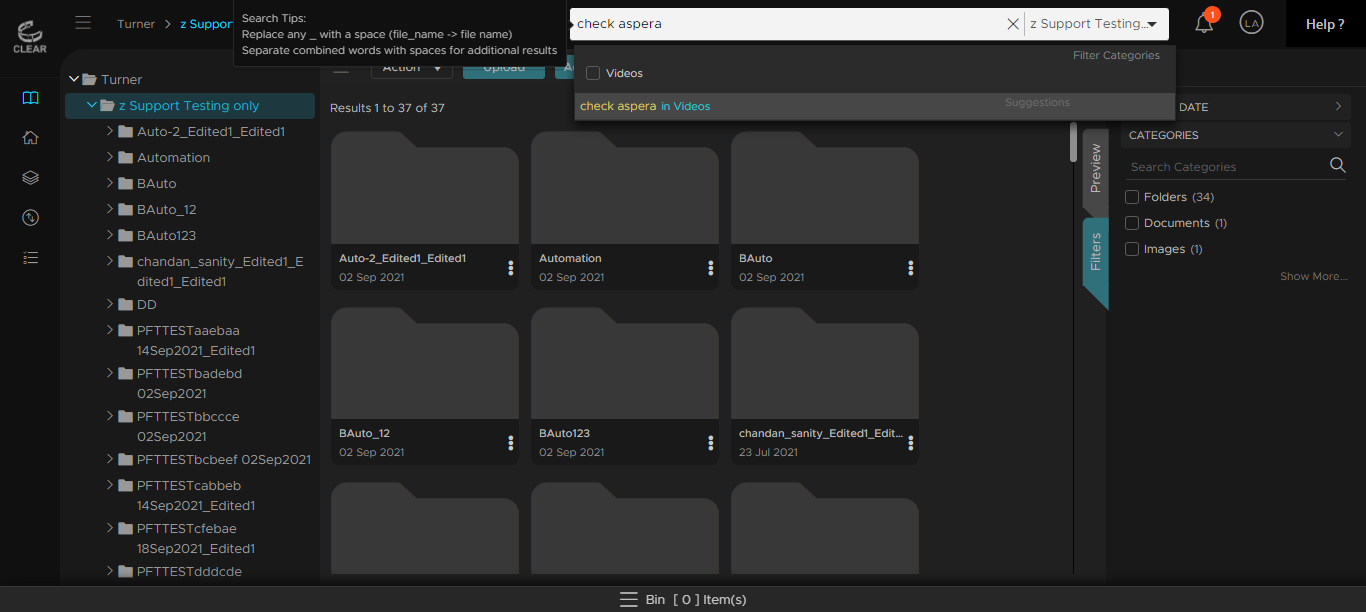 CLEAR
Turner > z Suppor
Search Tips:
Replace any _ with a space (file_name -> file name)
Separate combined words with spaces for additional results
check aspera
z Support Testing...
1
LA
Help ?
Filter Categories
Videos
check aspera in Videos
Suggestions
Action
Upload
Results 1 to 37 of 37
Turner
z Support Testing only
Auto-2_Edited1_Edited1
Automation
BAuto
BAuto_12
BAuto123
chandan_sanity_Edited1_E
dited1_Edited1
DD
PFTTESTaaebaa
14Sep2021_Edited1
PFTTESTbadebd
02Sep2021
PFTTESTbbccce
02Sep2021
PFTTESTbcbeef 02Sep2021
PFTTESTcabbeb
14Sep2021_Edited1
PFTTESTcfebae
18Sep2021_Edited1
PFTTESTdddcde
Auto-2_Edited1_Edited1
02 Sep 2021
Automation
02 Sep 2021
BAuto
02 Sep 2021
BAuto_12
02 Sep 2021
BAuto123
02 Sep 2021
chandan_sanity_Edited1_Edit...
23 Jul 2021
Preview
Filters
DATE
CATEGORIES
Search Categories
Folders (34)
Documents (1)
Images (1)
Show More...
Bin [ 0 ] Item(s)